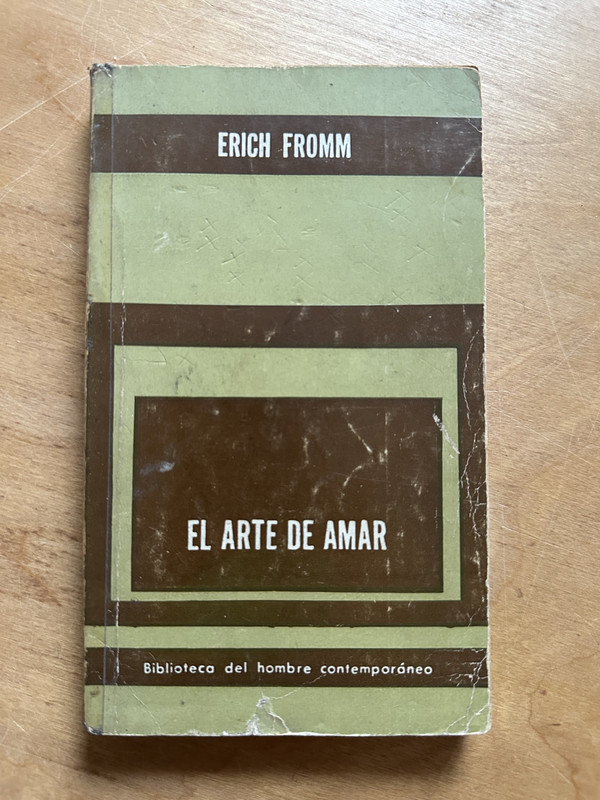 ERICH FROMM
EL ARTE DE AMAR
Biblioteca del hombre contemporáneo